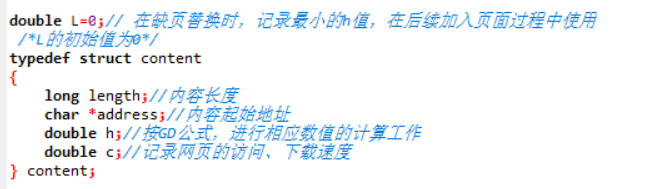 double L=0;// 在缺页替换时，记录最小的h值，在后续加入页面过程中使用
/*L的初始值为0*/
typedef struct content
{
long length;//内容长度
char *address;//内容起始地址
double h;//按GD公式，进行相应数值的计算工作
double c;//记录网页的访问、下载速度
} content;